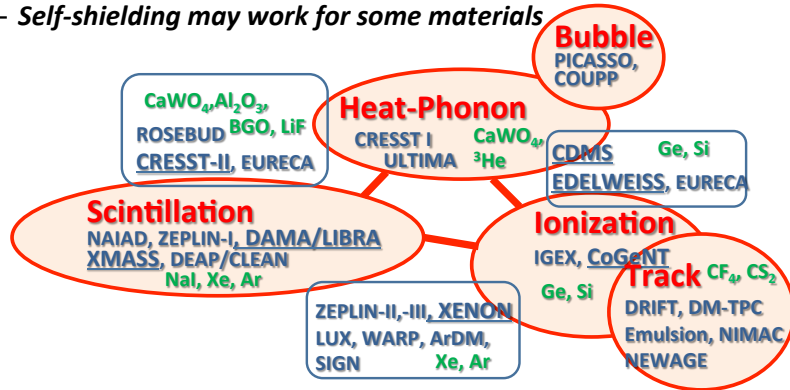 - Self-shielding may work for some materials
Bubble
PICASSO,
COUPP
CaWO₄,Al₂O₃,
ROSEBUD BGO, LiF
CRESST-II, EURECA
Heat-Phonon
CRESST I CaWO₄,
ULTIMA ³He
CDMS Ge, Si
EDELWEISS, EURECA
Scintillation
NAIAD, ZEPLIN-I, DAMA/LIBRA
XMASS, DEAP/CLEAN
NaI, Xe, Ar
Ionization
IGEX, CoGeNT
Ge, Si
Track CF₄, CS₂
DRIFT, DM-TPC
Emulsion, NIMAC
NEWAGE
ZEPLIN-II,-III, XENON
LUX, WARP, ArDM,
SIGN Xe, Ar